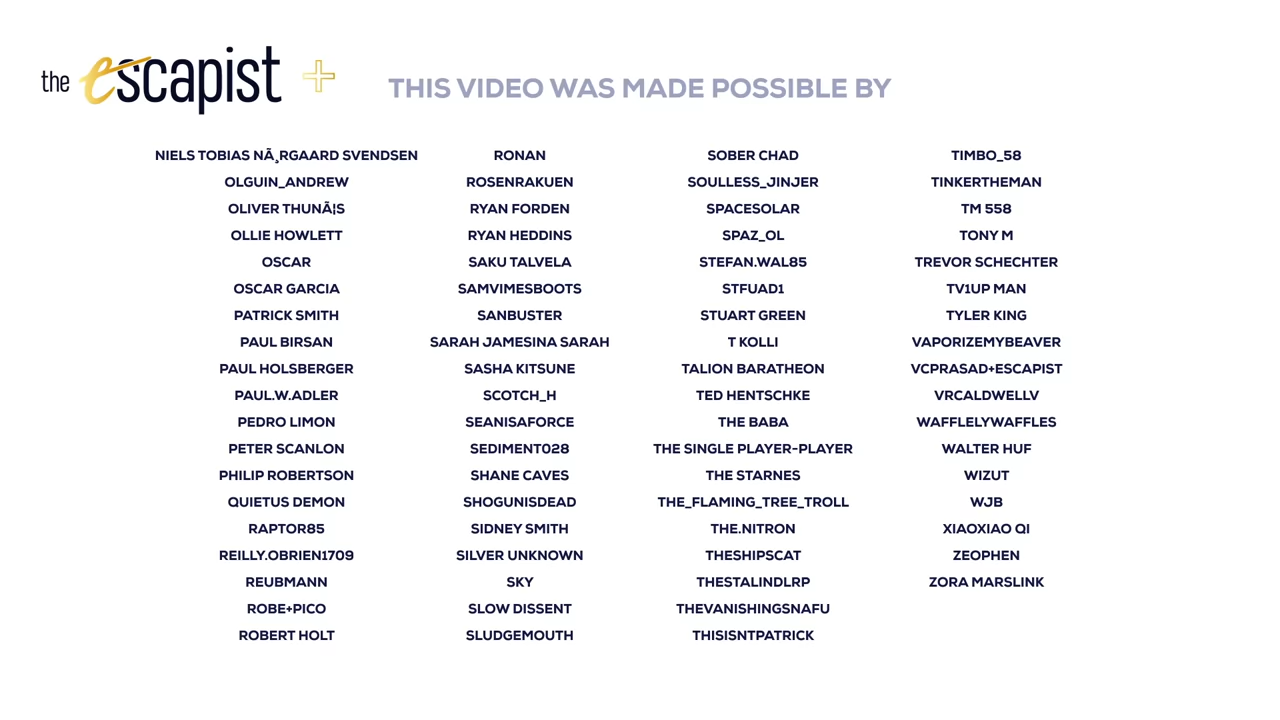 the escapist +
THIS VIDEO WAS MADE POSSIBLE BY
NIELS TOBIAS NÃ¸RGAARD SVENDSEN
OLGUIN_ANDREW
OLIVER THUNÃ¦S
OLLIE HOWLETT
OSCAR
OSCAR GARCIA
PATRICK SMITH
PAUL BIRSAN
PAUL HOLSBERGER
PAUL.W.ADLER
PEDRO LIMON
PETER SCANLON
PHILIP ROBERTSON
QUIETUS DEMON
RAPTOR85
REILLY.OBRIEN1709
REUBMANN
ROBE+PICO
ROBERT HOLT
RONAN
ROSENRAKUEN
RYAN FORDEN
RYAN HEDDINS
SAKU TALVELA
SAMVIMESBOOTS
SANBUSTER
SARAH JAMESINA SARAH
SASHA KITSUNE
SCOTCH_H
SEANISAFORCE
SEDIMENT028
SHANE CAVES
SHOGUNISDEAD
SIDNEY SMITH
SILVER UNKNOWN
SKY
SLOW DISSENT
SLUDGEMOUTH
SOBER CHAD
SOULLESS_JINJER
SPACESOLAR
SPAZ_OL
STEFAN.WAL85
STFUAD1
STUART GREEN
T KOLLI
TALION BARATHEON
TED HENTSCHKE
THE BABA
THE SINGLE PLAYER-PLAYER
THE STARNES
THE_FLAMING_TREE_TROLL
THE.NITRON
THESHIPSCAT
THESTALINDLRP
THEVANISHINGSNAFU
THISISNTPATRICK
TIMBO_58
TINKERTHEMAN
TM 558
TONY M
TREVOR SCHECHTER
TV1UP MAN
TYLER KING
VAPORIZEMYBEAVER
VCPRASAD+ESCAPIST
VRCALDWELLV
WAFFLELYWAFFLES
WALTER HUF
WIZUT
WJB
XIAOXIAO QI
ZEOPHEN
ZORA MARSLINK